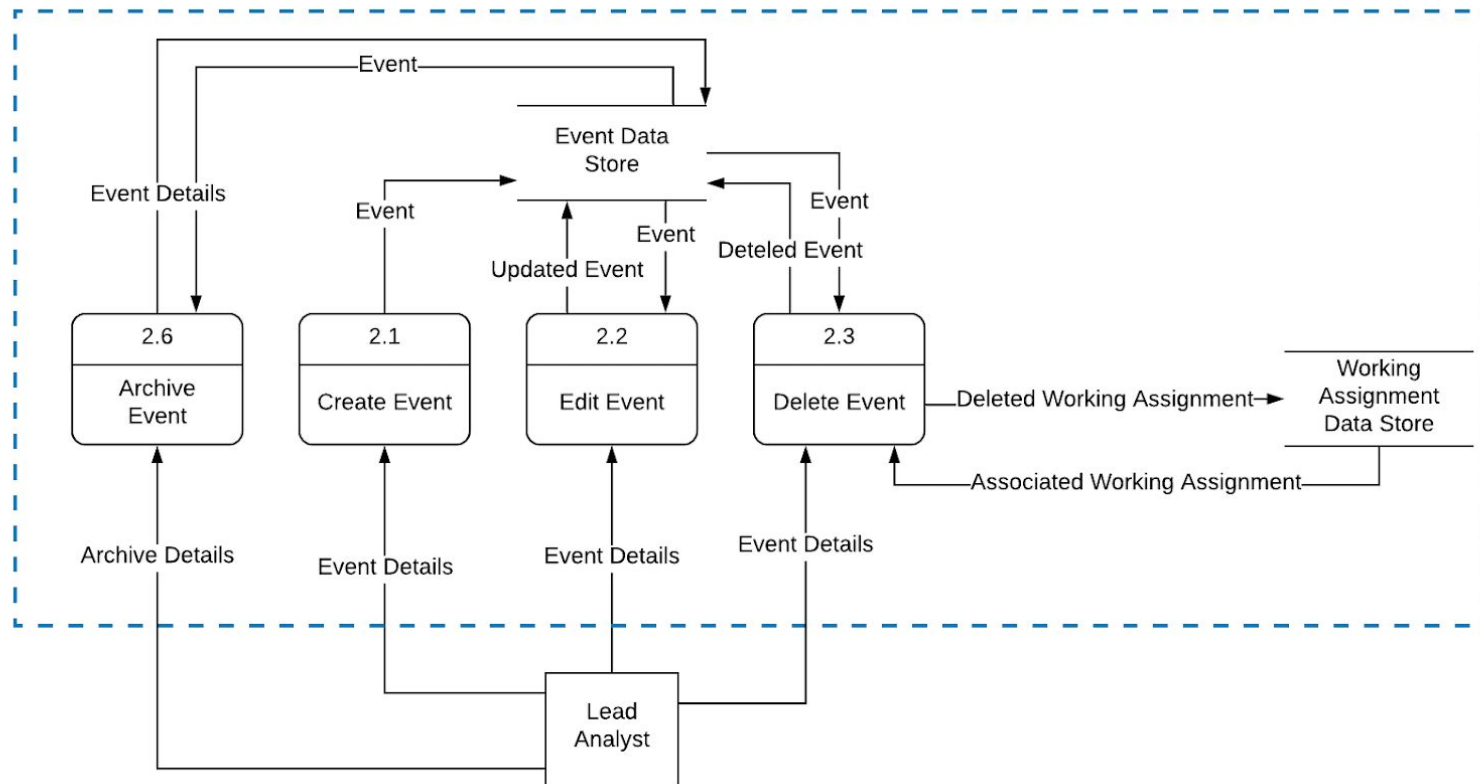 Event
Event Data
Store
Event Details
Event
Event
Event
Deteled Event
Updated Event
2.6
Archive
Event
2.1
Create Event
2.2
Edit Event
2.3
Delete Event
Deleted Working Assignment
Working
Assignment
Data Store
Associated Working Assignment
Archive Details
Event Details
Event Details
Event Details
Lead
Analyst